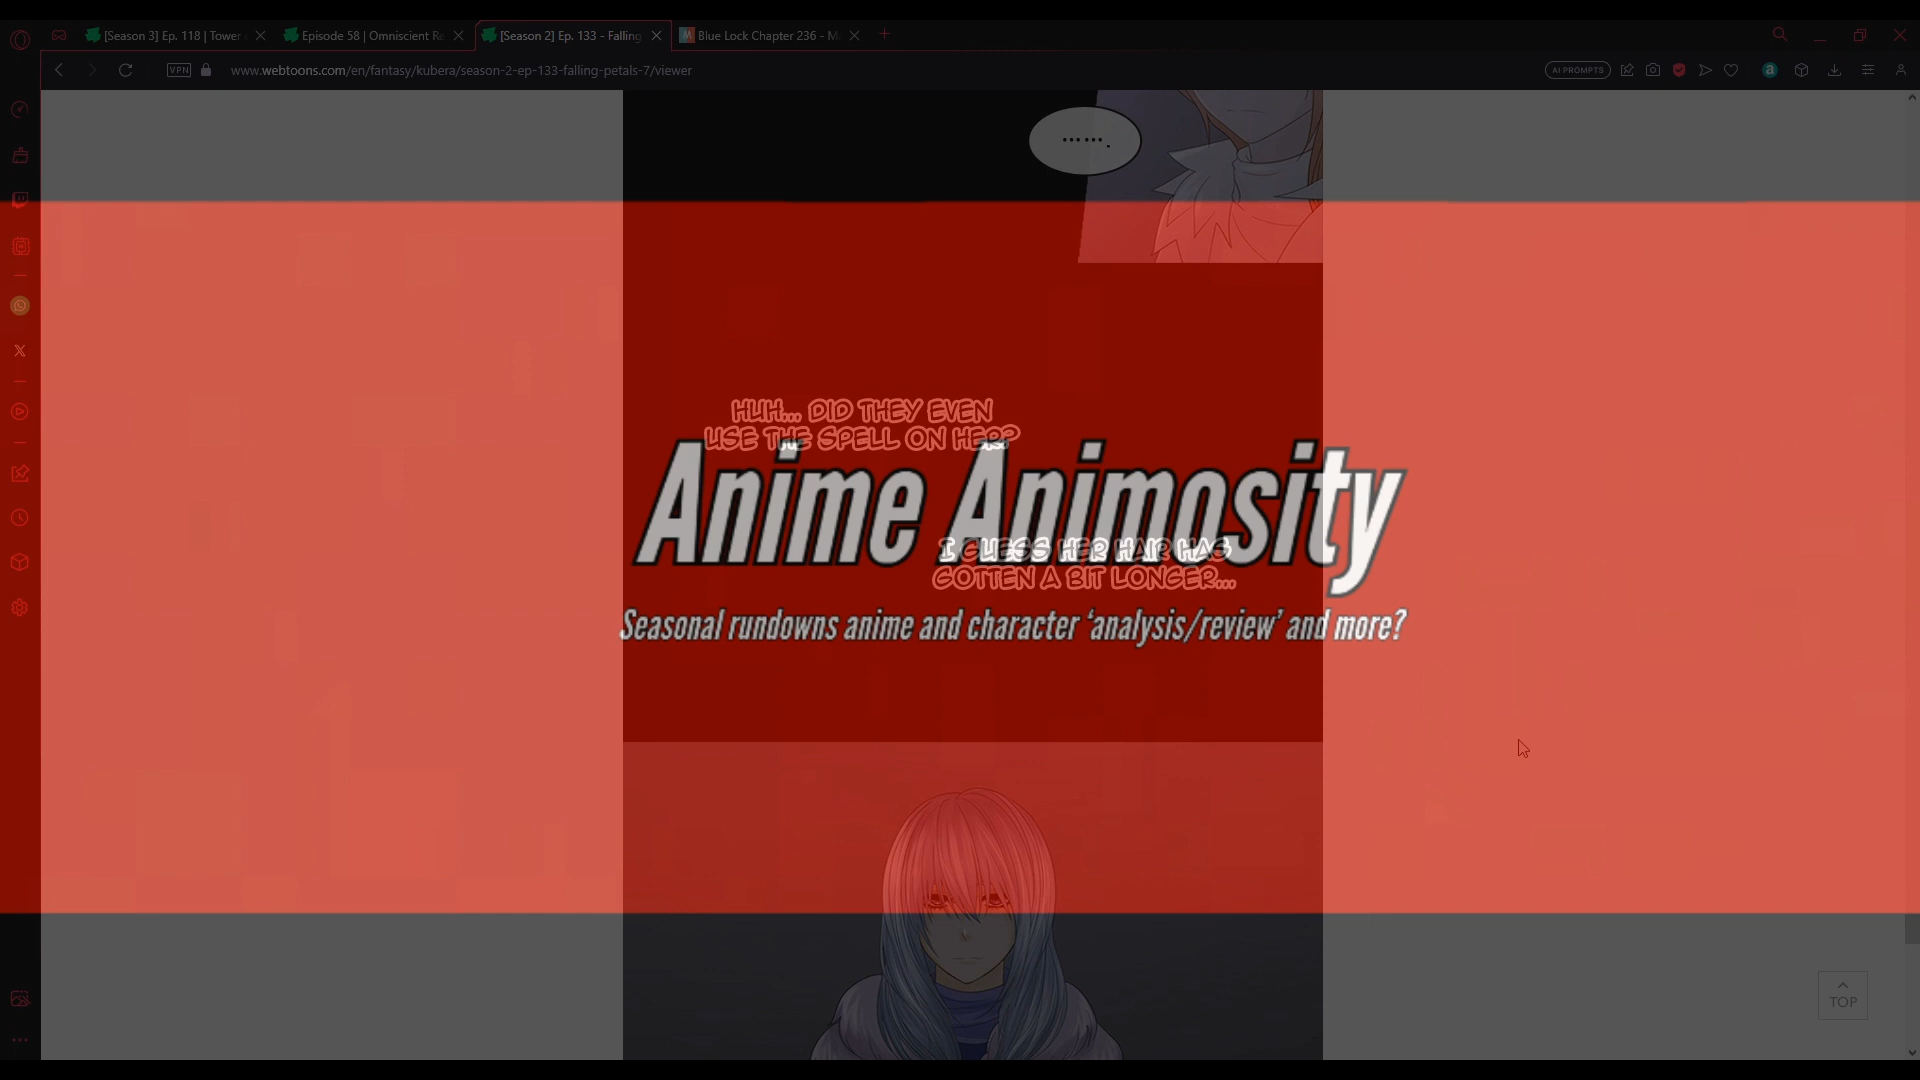 [Season 3] Ep. 118 | Tower
Episode 58 | Omniscient Re
[Season 2] Ep. 133 - Falling
Blue Lock Chapter 236 - M
VPN
www.webtoons.com/en/fantasy/kubera/season-2-ep-133-falling-petals-7/viewer
AI PROMPTS
.......
HUH... DID THEY EVEN
USE THE SPELL ON HER?
Anime Animosity
I GUESS HER HAIR HAS
GOTTEN A BIT LONGER...
Seasonal rundowns anime and character ‘analysis/review’ and more?
TOP